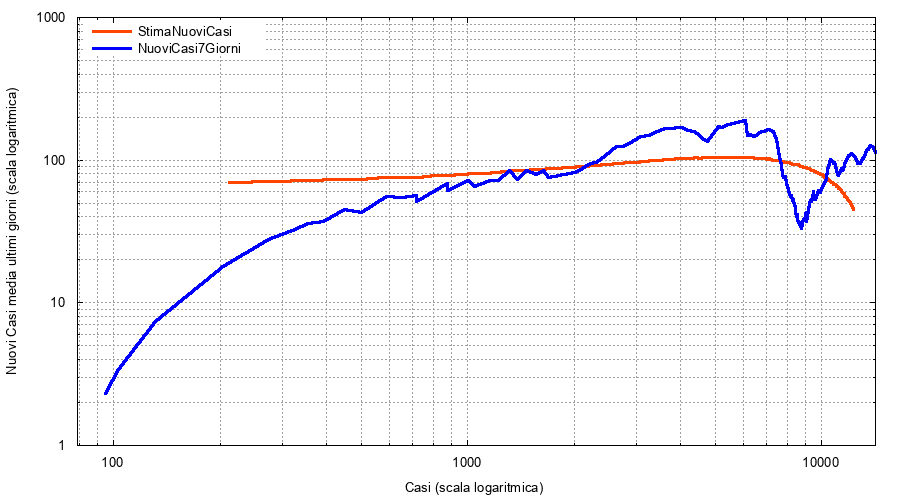 StimaNuoviCasi
NuoviCasi7Giorni
1000
100
10
1
100
1000
10000
Nuovi Casi media ultimi giorni (scala logaritmica)
Casi (scala logaritmica)